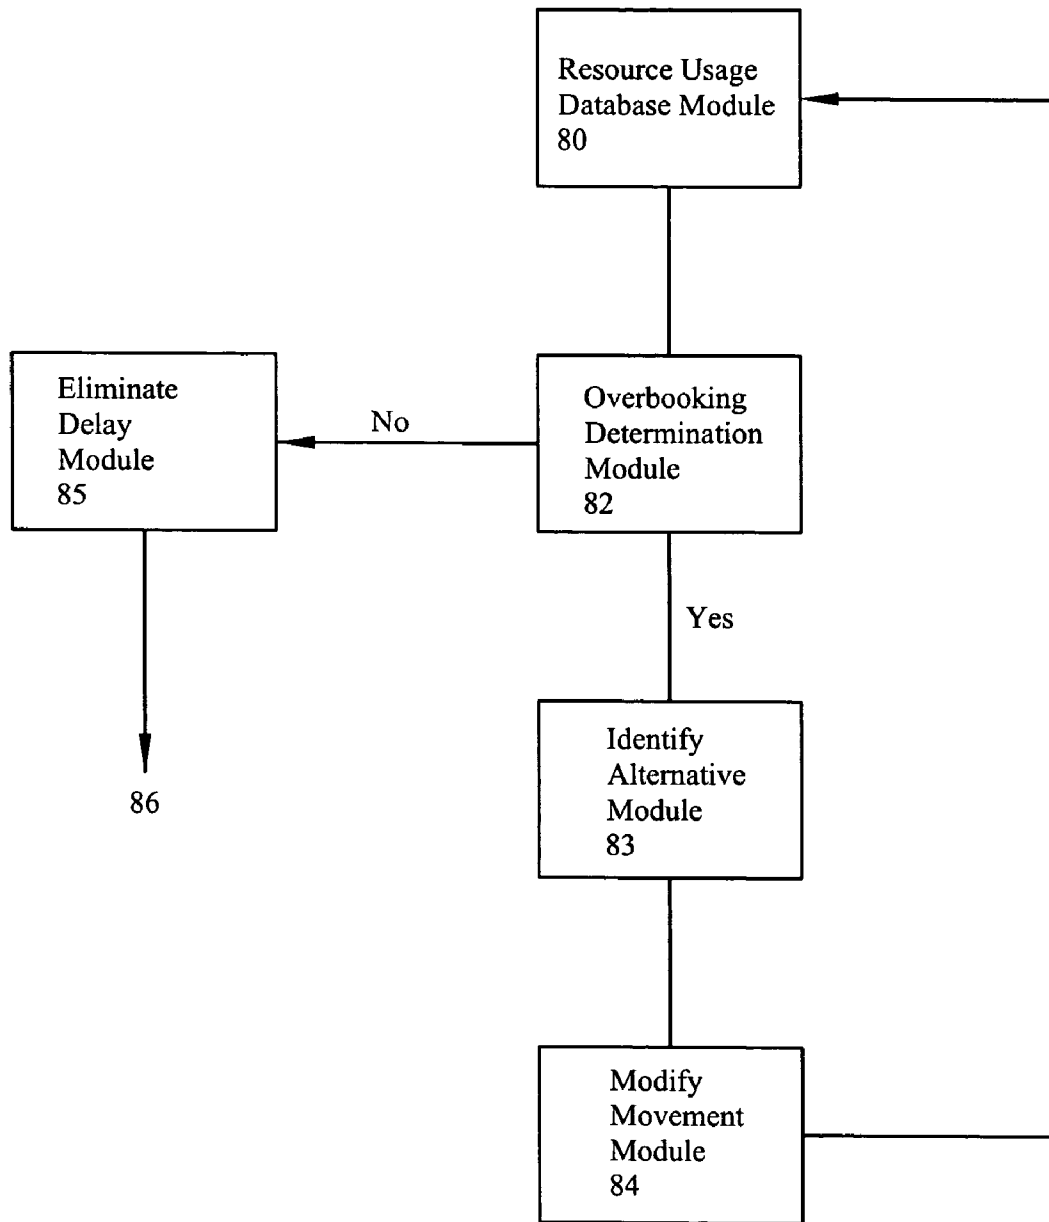 Resource Usage
Database Module
80
Eliminate
Delay
Module
85
No
Overbooking
Determination
Module
82
Yes
86
Identify
Alternative
Module
83
Modify
Movement
Module
84